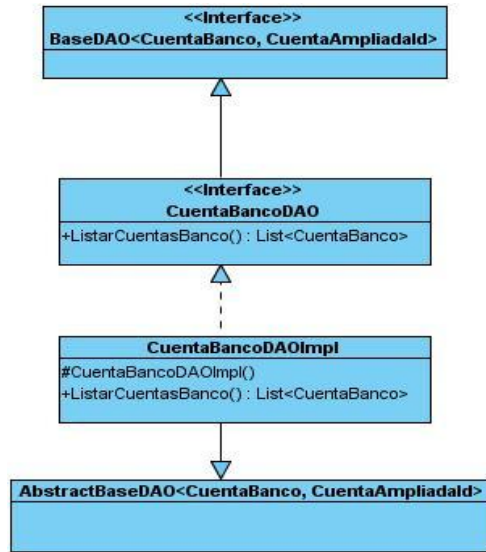 <<Interface>>
BaseDAO<CuentaBanco, CuentaAmpliadaId>
<<Interface>>
CuentaBancoDAO
+ListarCuentasBanco() : List<CuentaBanco>
CuentaBancoDAOImpl
#CuentaBancoDAOImpl()
+ListarCuentasBanco() : List<CuentaBanco>
AbstractBaseDAO<CuentaBanco, CuentaAmpliadaId>